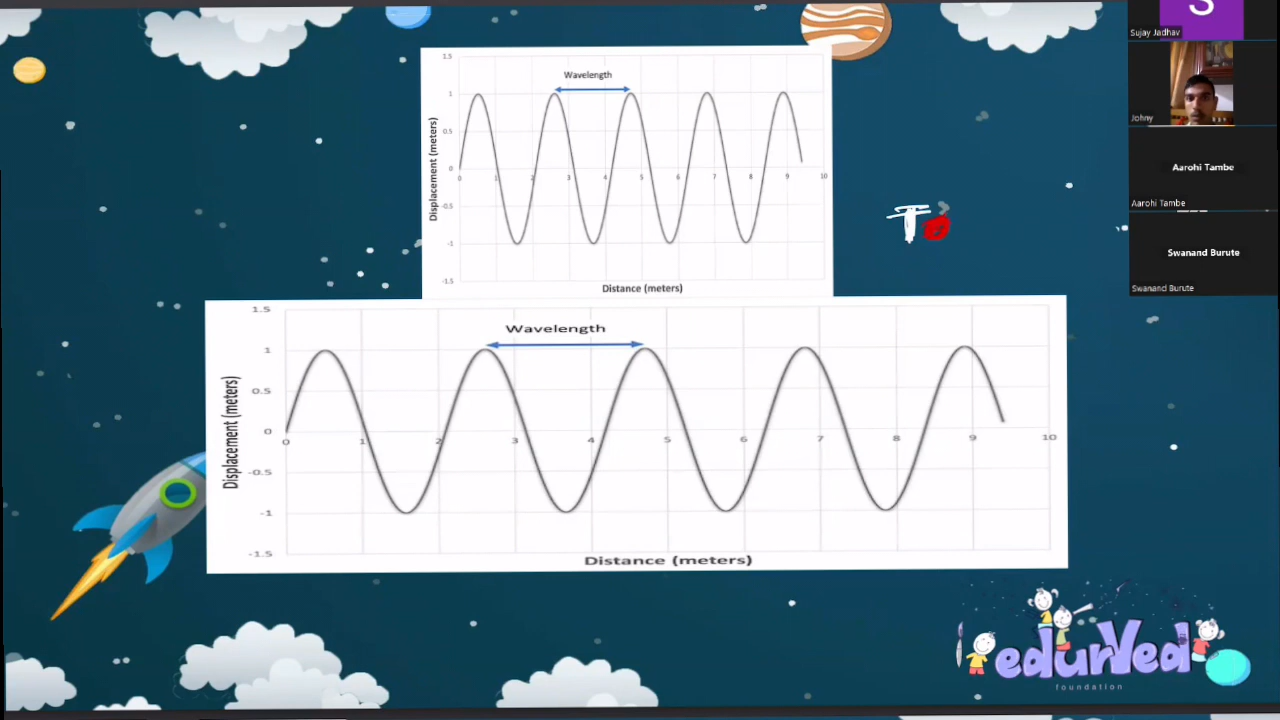 S
Sujay Jadhav
Johny
Aarohi Tambe
Aarohi Tambe
Swanand Burute
Swanand Burute
Wavelength
Displacement (meters)
1.5
1
0.5
0
-0.5
-1
-1.5
0 1 2 3 4 5 6 7 8 9 10
Distance (meters)
T
Wavelength
Displacement (meters)
1.5
1
0.5
0
-0.5
-1
-1.5
0 1 2 3 4 5 6 7 8 9 10
Distance (meters)
edurVed
foundation